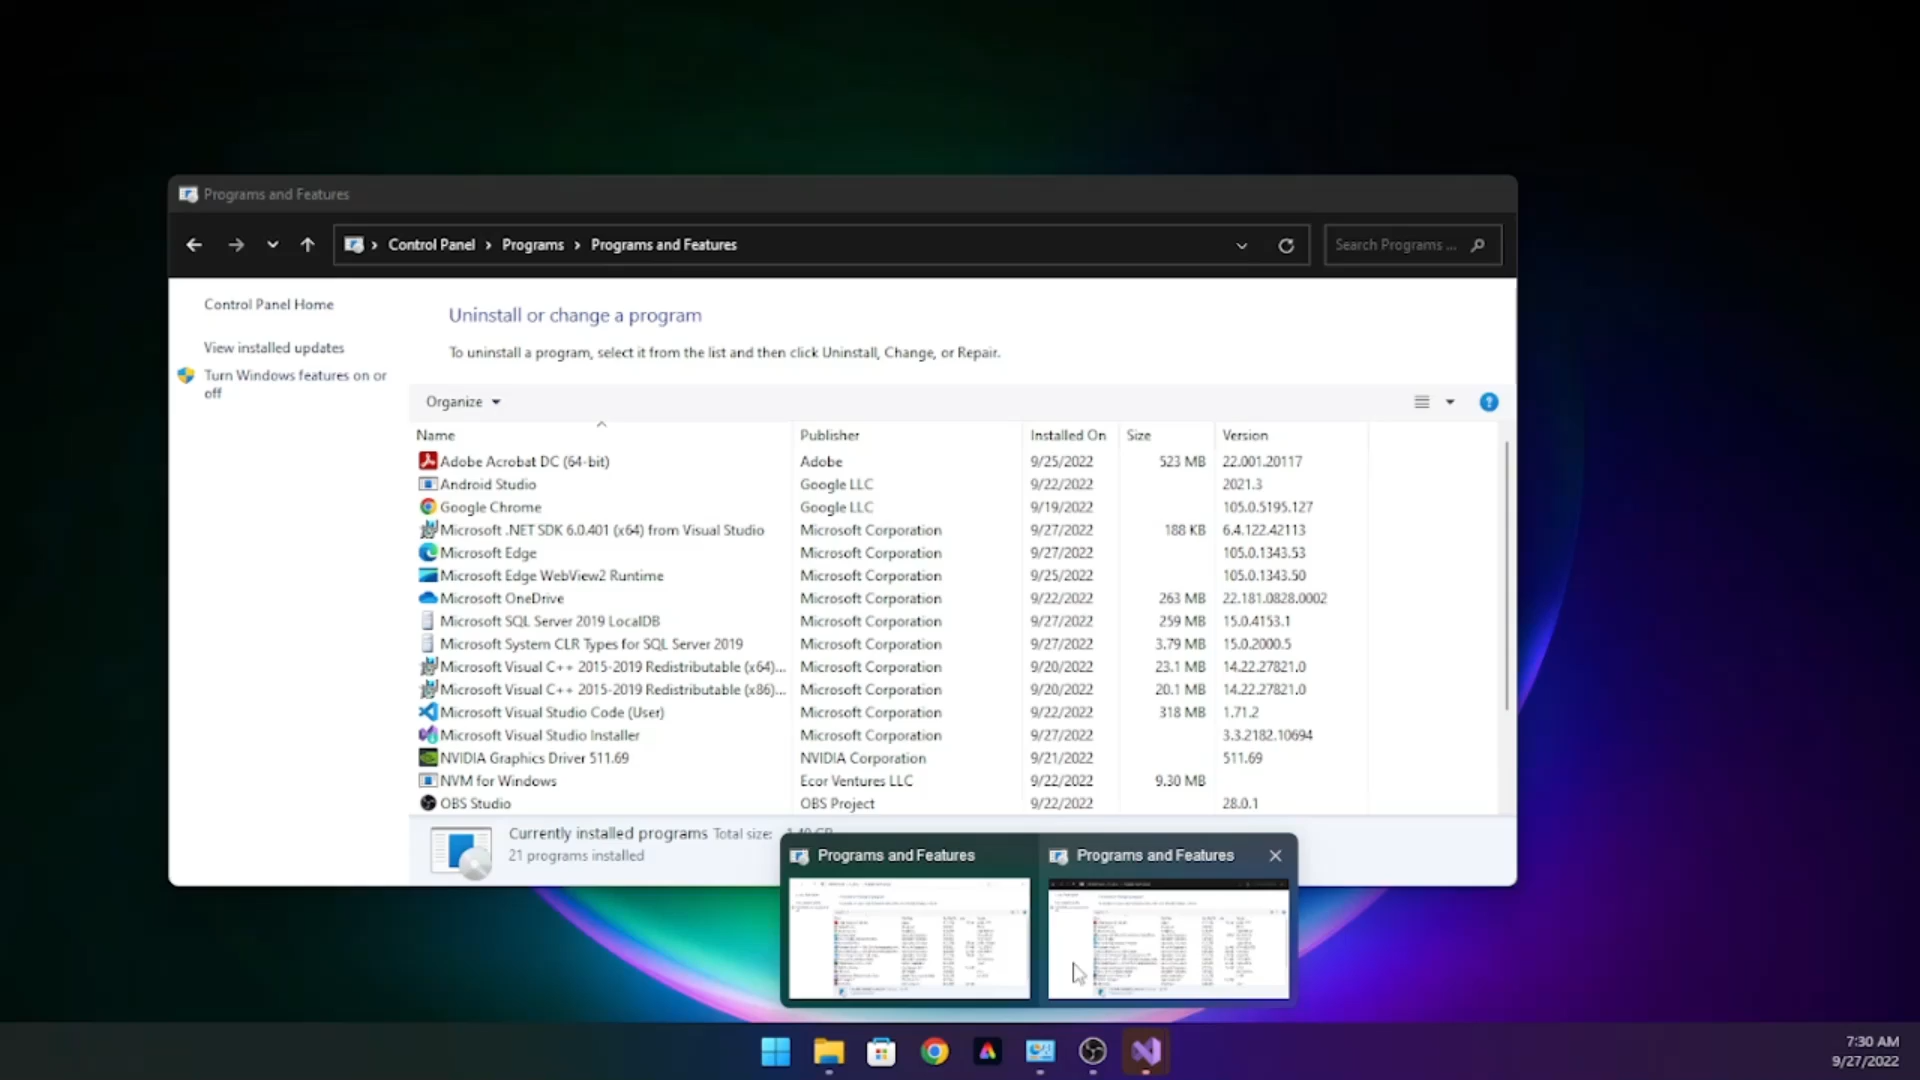 Programs and Features
Control Panel > Programs > Programs and Features
Search Programs ...
Control Panel Home
View installed updates
Turn Windows features on or
off
Uninstall or change a program
To uninstall a program, select it from the list and then click Uninstall, Change, or Repair.
Organize
Name Publisher Installed On Size Version
Adobe Acrobat DC (64-bit) Adobe 9/25/2022 523 MB 22.001.20117
Android Studio Google LLC 9/22/2022 2021.3
Google Chrome Google LLC 9/19/2022 105.0.5195.127
Microsoft .NET SDK 6.0.401 (x64) from Visual Studio Microsoft Corporation 9/27/2022 188 KB 6.4.122.42113
Microsoft Edge Microsoft Corporation 9/27/2022 105.0.1343.53
Microsoft Edge WebView2 Runtime Microsoft Corporation 9/25/2022 105.0.1343.50
Microsoft OneDrive Microsoft Corporation 9/22/2022 263 MB 22.181.0828.0002
Microsoft SQL Server 2019 LocalDB Microsoft Corporation 9/27/2022 259 MB 15.0.4153.1
Microsoft System CLR Types for SQL Server 2019 Microsoft Corporation 9/27/2022 3.79 MB 15.0.2000.5
Microsoft Visual C++ 2015-2019 Redistributable (x64)... Microsoft Corporation 9/20/2022 23.1 MB 14.22.27821.0
Microsoft Visual C++ 2015-2019 Redistributable (x86)... Microsoft Corporation 9/20/2022 20.1 MB 14.22.27821.0
Microsoft Visual Studio Code (User) Microsoft Corporation 9/22/2022 318 MB 1.71.2
Microsoft Visual Studio Installer Microsoft Corporation 9/27/2022 3.3.2182.10694
NVIDIA Graphics Driver 511.69 NVIDIA Corporation 9/21/2022 511.69
NVM for Windows Ecor Ventures LLC 9/22/2022 9.30 MB
OBS Studio OBS Project 9/22/2022 28.0.1
Currently installed programs Total size:
21 programs installed
Programs and Features
Programs and Features
7:30 AM
9/27/2022